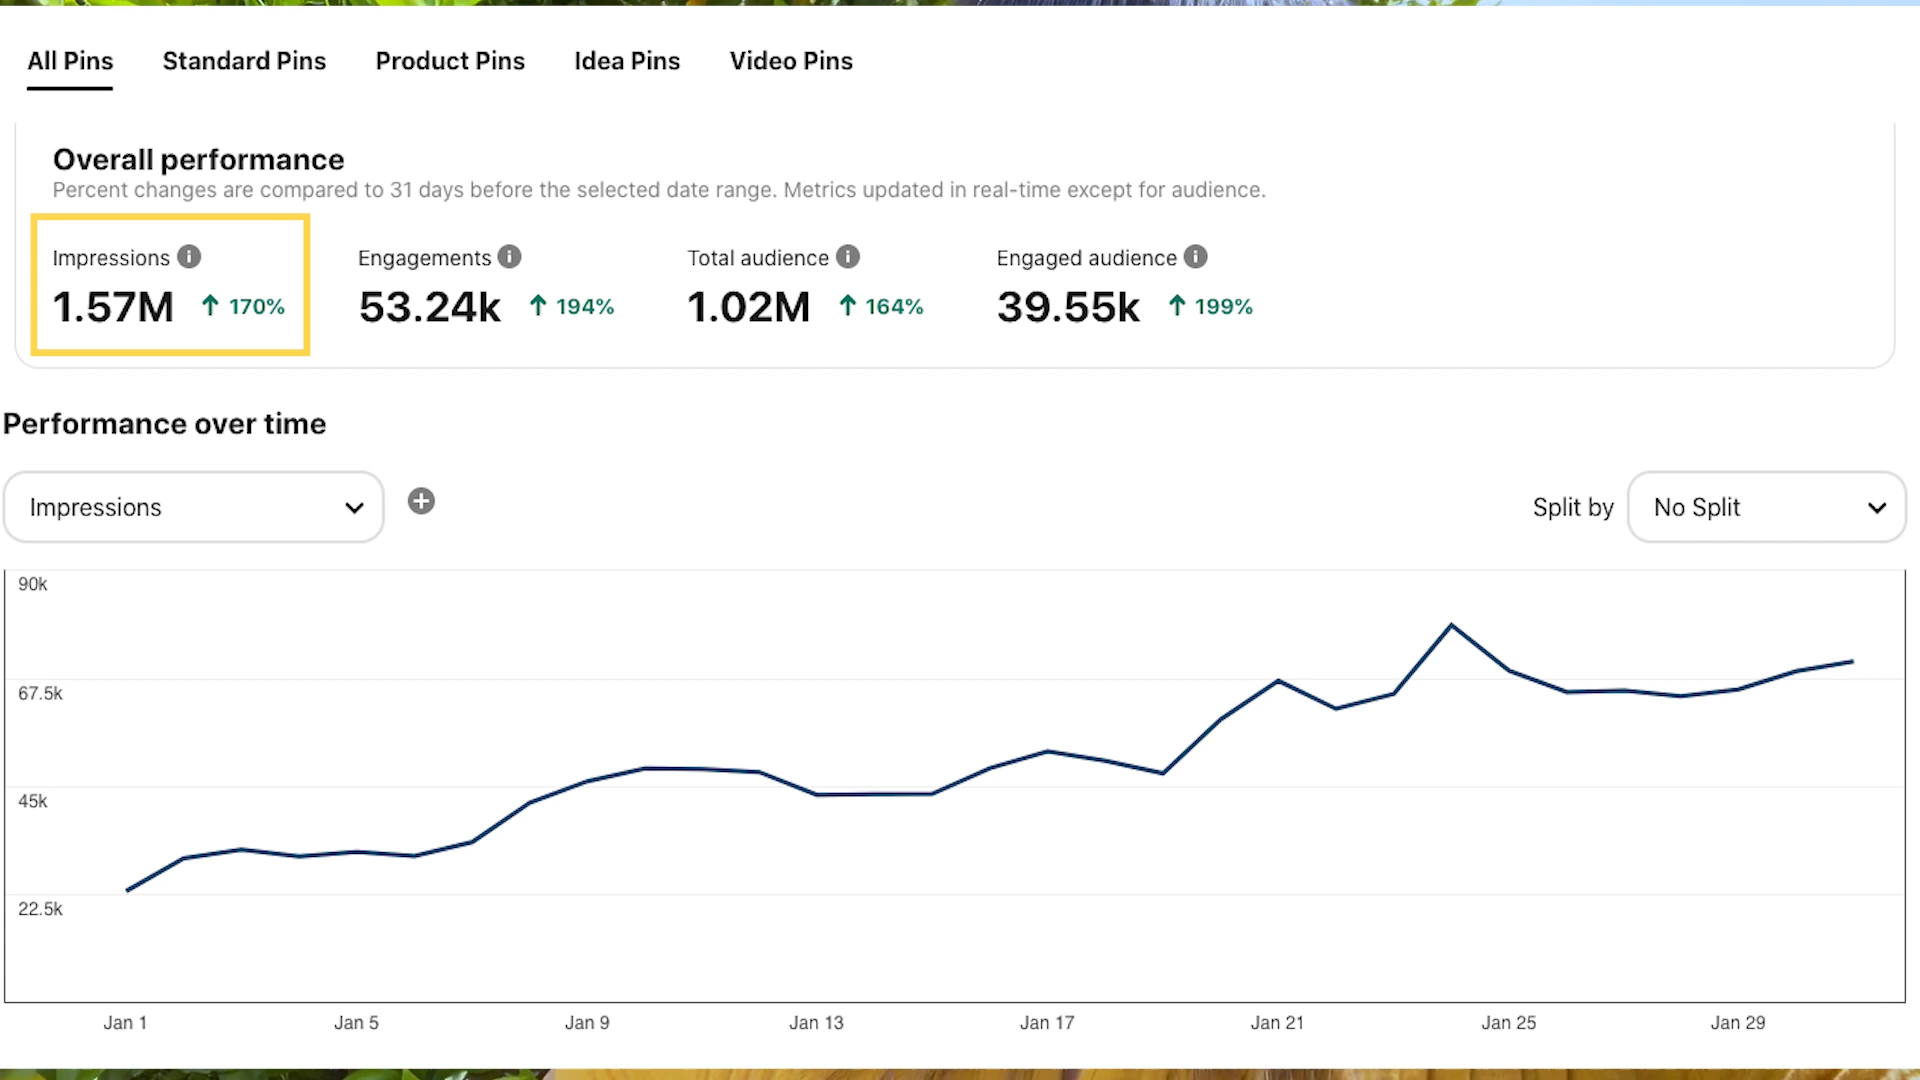 All Pins Standard Pins Product Pins Idea Pins Video Pins
Overall performance
Percent changes are compared to 31 days before the selected date range. Metrics updated in real-time except for audience.
Impressions Engagements Total audience Engaged audience
1.57M ↑ 170% 53.24k ↑ 194% 1.02M ↑ 164% 39.55k ↑ 199%
Performance over time
Impressions Split by No Split
90k
67.5k
45k
22.5k
Jan 1 Jan 5 Jan 9 Jan 13 Jan 17 Jan 21 Jan 25 Jan 29